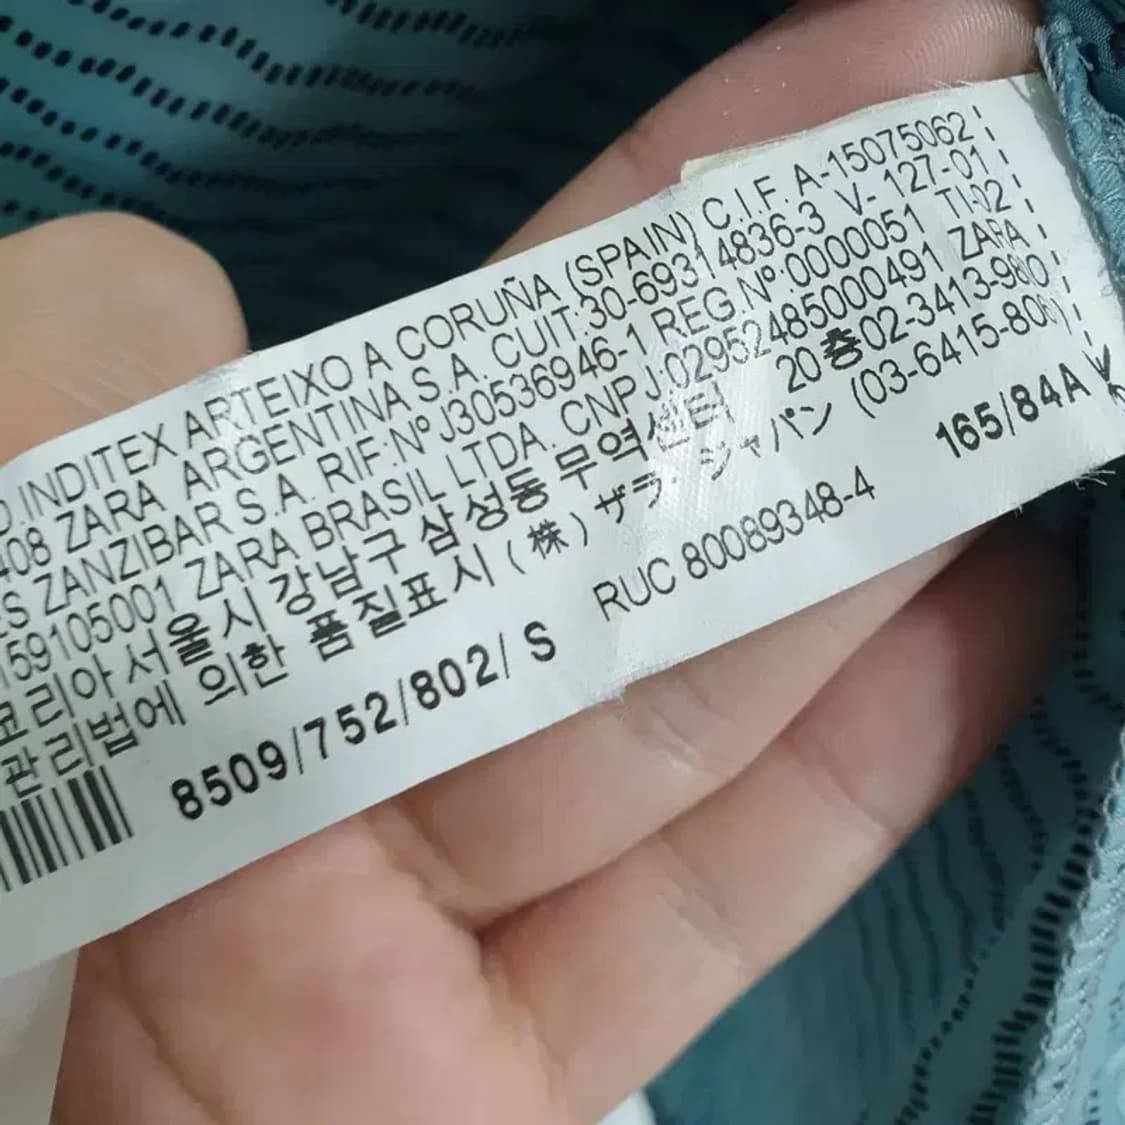 INDITEX ARTEIXO A CORUÑA (SPAIN) C.I.F. A-15075062
408 ZARA ARGENTINA S.A. CUIT:30-69314836-3 V-127-01
ES ZANZIBAR S.A. RIF:Nº J30536946-1 REG.Nº:0000051 TI-02
159105001 ZARA BRASIL LTDA. CNPJ:02952485000491 ZARA
코리아 서울시 강남구 삼성동 무역센터 20층02-3413-980
관리법에 의한 품질표시 (株) ザラ・ジャパン (03-6415-806)
8509/752/802/ S RUC 80089348-4 165/84A